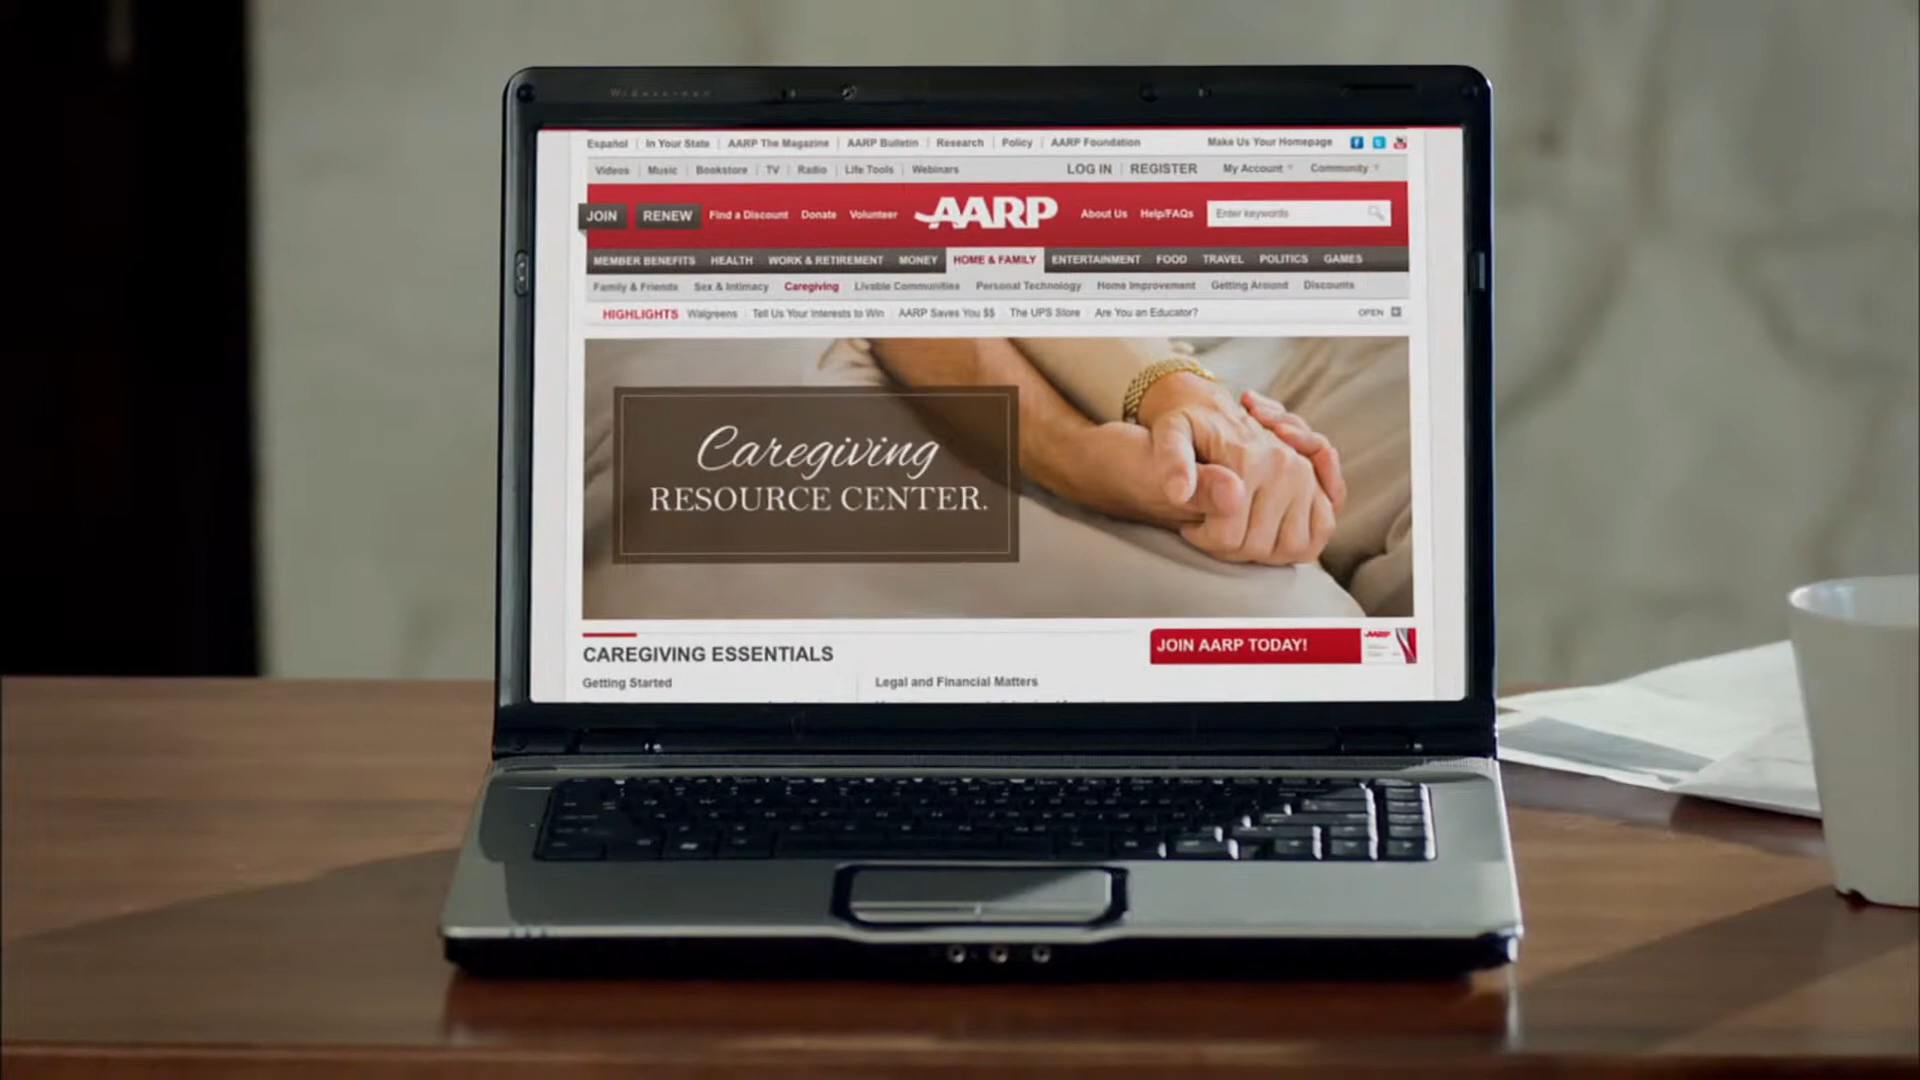 Widescreen
Español In Your State AARP The Magazine AARP Bulletin Research Policy AARP Foundation Make Us Your Homepage
Videos Music Bookstore TV Radio Life Tools Webinars LOG IN REGISTER My Account Community
JOIN RENEW Find a Discount Donate Volunteer AARP About Us Help/FAQs Enter keywords
MEMBER BENEFITS HEALTH WORK & RETIREMENT MONEY HOME & FAMILY ENTERTAINMENT FOOD TRAVEL POLITICS GAMES
Family & Friends Sex & Intimacy Caregiving Livable Communities Personal Technology Home Improvement Getting Around Discounts
HIGHLIGHTS Walgreens Tell Us Your Interests to Win AARP Saves You $$ The UPS Store Are You an Educator? OPEN
Caregiving
RESOURCE CENTER.
CAREGIVING ESSENTIALS JOIN AARP TODAY! AARP
Getting Started Legal and Financial Matters